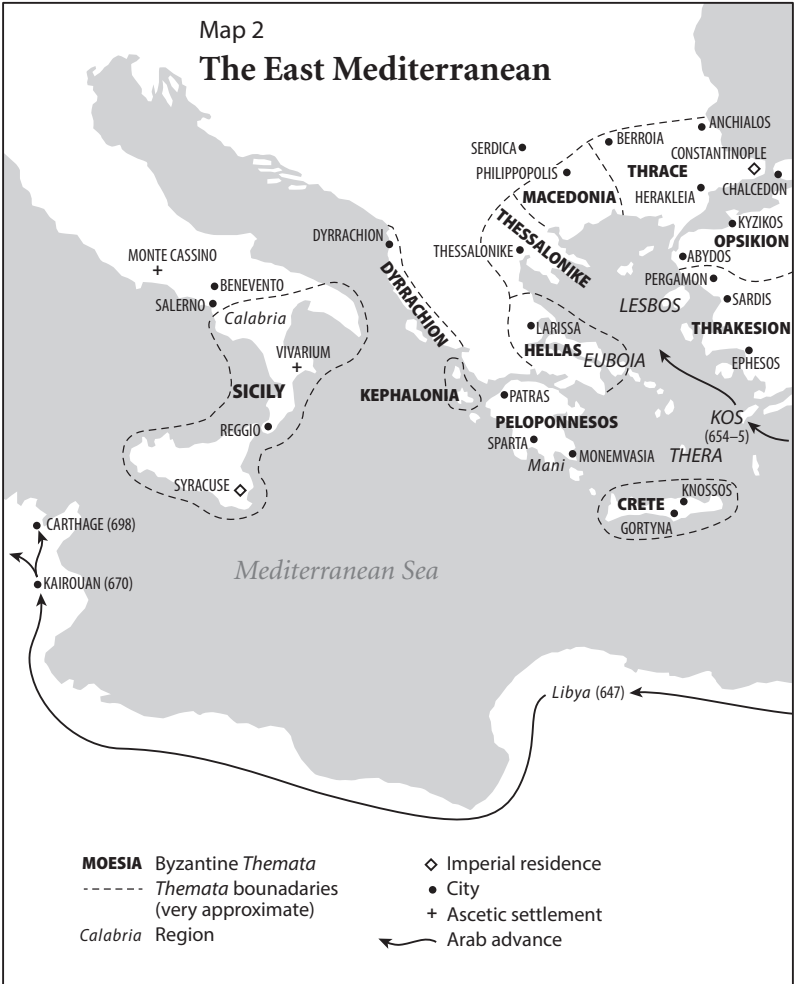 Map 2
The East Mediterranean
ANCHIALOS
SERDICA
BERROIA
CONSTANTINOPLE
PHILIPPOPOLIS
THRACE
MACEDONIA
HERAKLEIA
CHALCEDON
KYZIKOS
DYRRACHION
THESSALONIKE
THESSALONIKE
OPSIKION
ABYDOS
MONTE CASSINO
BENEVENTO
DYRRACHION
PERGAMON
SALERNO
Calabria
LESBOS
SARDIS
LARISSA
THRAKESION
VIVARIUM
HELLAS
EUBOIA
EPHESOS
SICILY
KEPHALONIA
PATRAS
REGGIO
PELOPONNESOS
KOS
(654–5)
SPARTA
Mani
MONEMVASIA
THERA
SYRACUSE
KNOSSOS
CRETE
GORTYNA
CARTHAGE (698)
Mediterranean Sea
KAIROUAN (670)
Libya (647)
MOESIA Byzantine Themata
Themata bounadaries
(very approximate)
Calabria Region
Imperial residence
City
Ascetic settlement
Arab advance